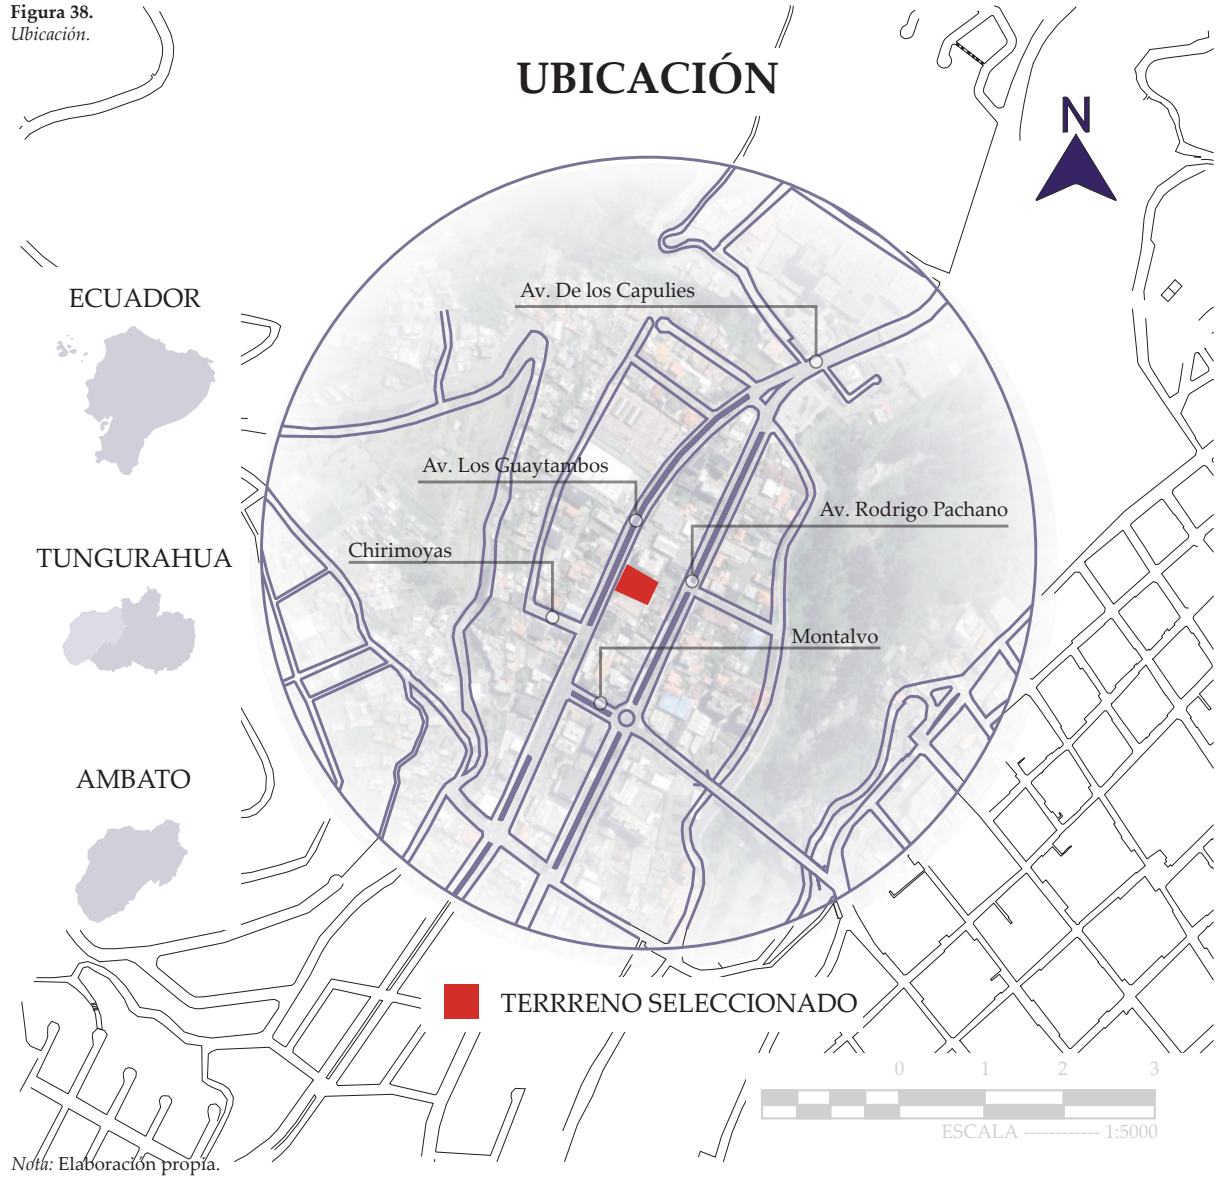 Figura 38.
Ubicación.
UBICACIÓN
N
ECUADOR
Av. De los Capulies
Av. Los Guaytambos
Av. Rodrigo Pachano
Chirimoyas
TUNGURAHUA
Montalvo
AMBATO
TERRRENO SELECCIONADO
0 1 2 3
ESCALA ------------ 1:5000
Nota: Elaboración propia.